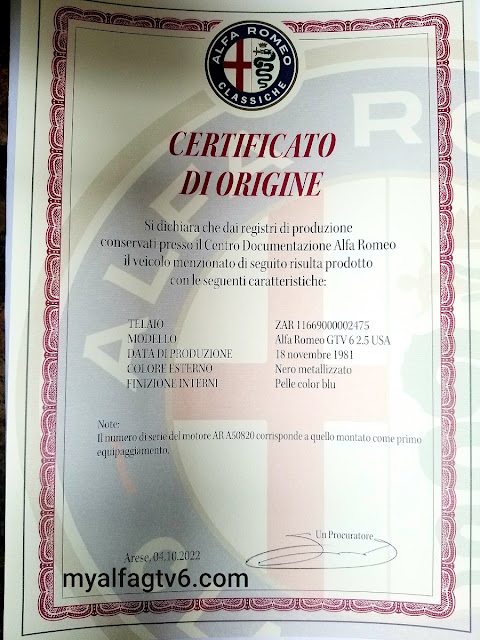 ALFA ROMEO
CLASSICHE
CERTIFICATO
DI ORIGINE
Si dichiara che dai registri di produzione
conservati presso il Centro Documentazione Alfa Romeo
il veicolo menzionato di seguito risulta prodotto
con le seguenti caratteristiche:
TELAIO ZAR 11669000002475
MODELLO Alfa Romeo GTV 6 2.5 USA
DATA DI PRODUZIONE 18 novembre 1981
COLORE ESTERNO Nero metallizzato
FINIZIONE INTERNI Pelle color blu
Note:
Il numero di serie del motore AR A50820 corrisponde a quello montato come primo
equipaggiamento.
Un Procuratore
Arese, 04.10.2022
myalfagtv6.com